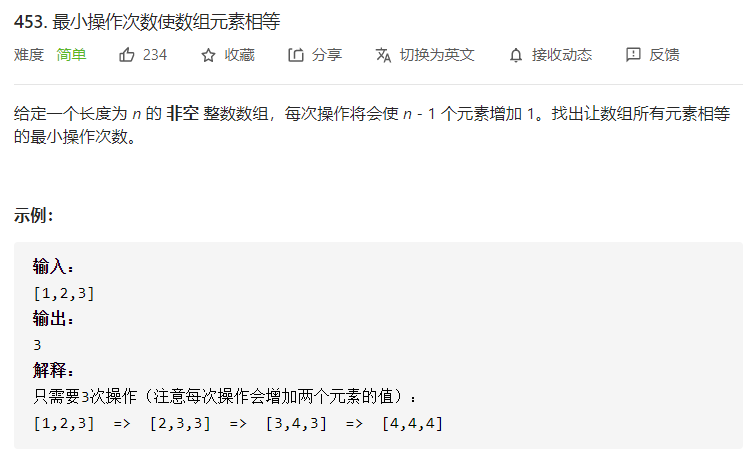 453. 最小操作次数使数组元素相等
难度 简单 234 收藏 分享 切换为英文 接收动态 反馈
给定一个长度为 n 的 非空 整数数组，每次操作将会使 n - 1 个元素增加 1。找出让数组所有元素相等
的最小操作次数。
示例：
输入：
[1,2,3]
输出：
3
解释：
只需要3次操作（注意每次操作会增加两个元素的值）：
[1,2,3] => [2,3,3] => [3,4,3] => [4,4,4]